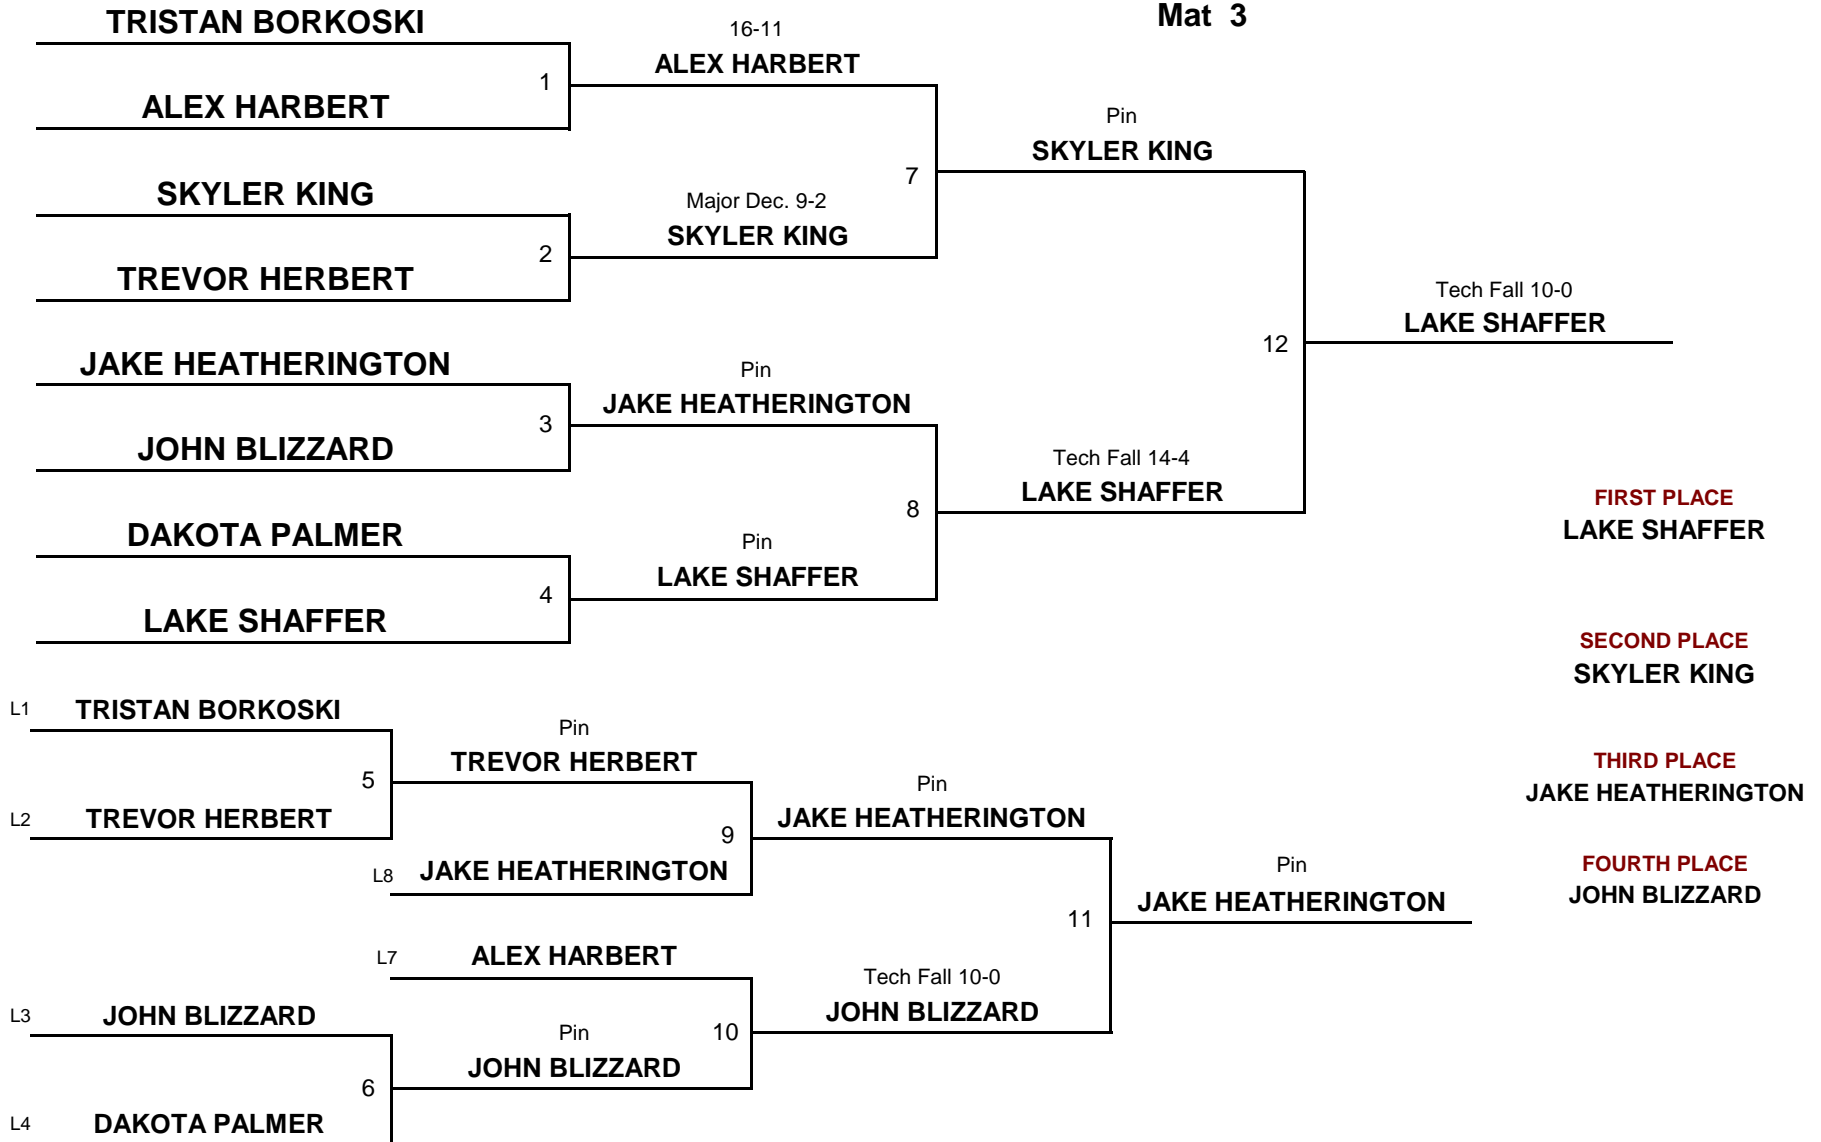 Mat 3
TRISTAN BORKOSKI
16-11
ALEX HARBERT
1
ALEX HARBERT
Pin
SKYLER KING
7
SKYLER KING
Major Dec. 9-2
SKYLER KING
2
TREVOR HERBERT
Tech Fall 10-0
LAKE SHAFFER
12
JAKE HEATHERINGTON
Pin
JAKE HEATHERINGTON
3
JOHN BLIZZARD
Tech Fall 14-4
LAKE SHAFFER
8
DAKOTA PALMER
Pin
LAKE SHAFFER
4
LAKE SHAFFER
FIRST PLACE
LAKE SHAFFER
SECOND PLACE
SKYLER KING
THIRD PLACE
JAKE HEATHERINGTON
FOURTH PLACE
JOHN BLIZZARD
L1 TRISTAN BORKOSKI
Pin
TREVOR HERBERT
5
L2 TREVOR HERBERT
Pin
JAKE HEATHERINGTON
9
L8 JAKE HEATHERINGTON
Pin
JAKE HEATHERINGTON
11
L7 ALEX HARBERT
Tech Fall 10-0
JOHN BLIZZARD
L3 JOHN BLIZZARD
Pin
10
JOHN BLIZZARD
6
L4 DAKOTA PALMER